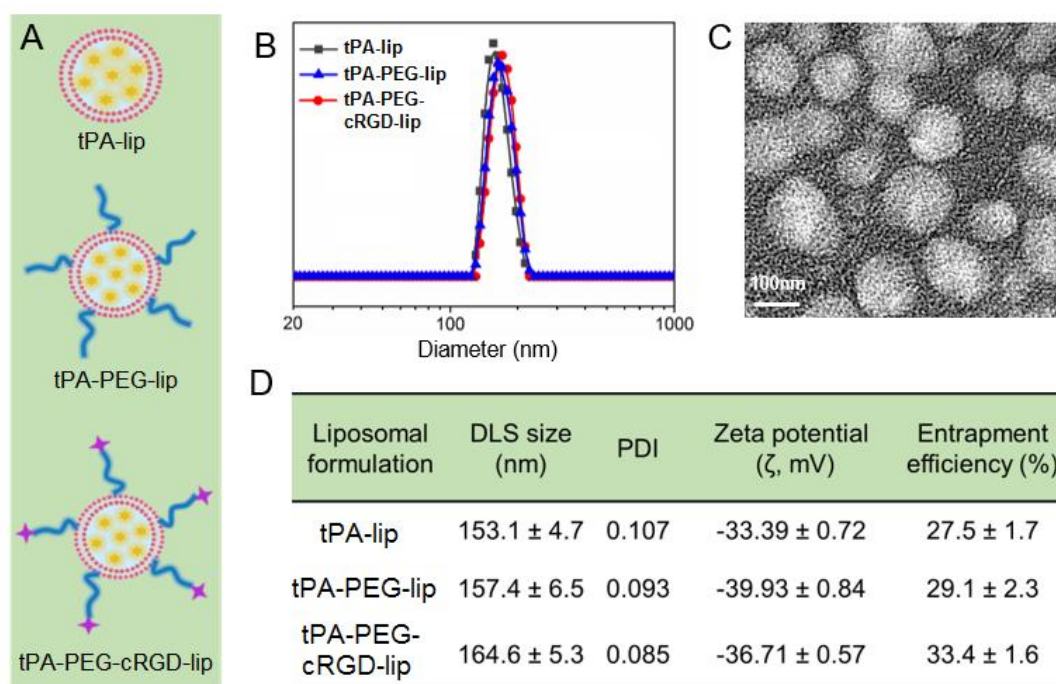 A
tPA-lip
tPA-PEG-lip
tPA-PEG-cRGD-lip
B
tPA-lip
tPA-PEG-lip
tPA-PEG-
cRGD-lip
20 100 1000
Diameter (nm)
C
100nm
D
Liposomal
formulation
DLS size
(nm)
PDI
Zeta potential
(ζ, mV)
Entrapment
efficiency (%)
tPA-lip 153.1 ± 4.7 0.107 -33.39 ± 0.72 27.5 ± 1.7
tPA-PEG-lip 157.4 ± 6.5 0.093 -39.93 ± 0.84 29.1 ± 2.3
tPA-PEG-
cRGD-lip 164.6 ± 5.3 0.085 -36.71 ± 0.57 33.4 ± 1.6